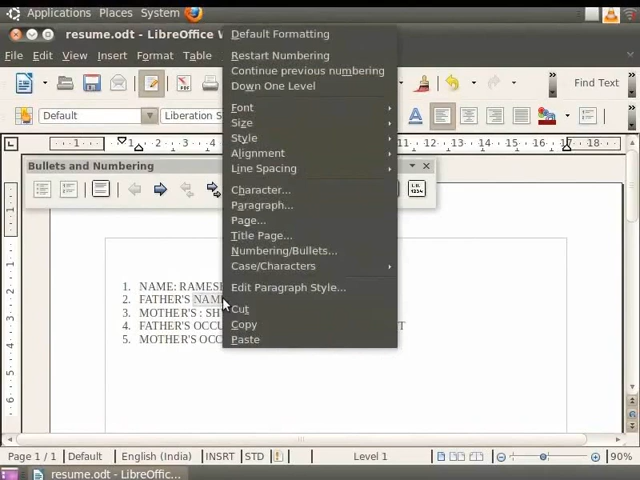 Applications Places System
resume.odt - LibreOffice W
File Edit View Insert Format Table
Find Text
Default Liberation S
Bullets and Numbering
Default Formatting
Restart Numbering
Continue previous numbering
Down One Level
Font
Size
Style
Alignment
Line Spacing
Character...
Paragraph...
Page...
Title Page...
Numbering/Bullets...
Case/Characters
Edit Paragraph Style...
Cut
Copy
Paste
1. NAME: RAMESH
2. FATHER'S NAM
3. MOTHER'S : SH
4. FATHER'S OCCU T
5. MOTHER'S OCC
Page 1 / 1 Default English (India) INSRT STD Level 1 90%
resume.odt - LibreOffic...